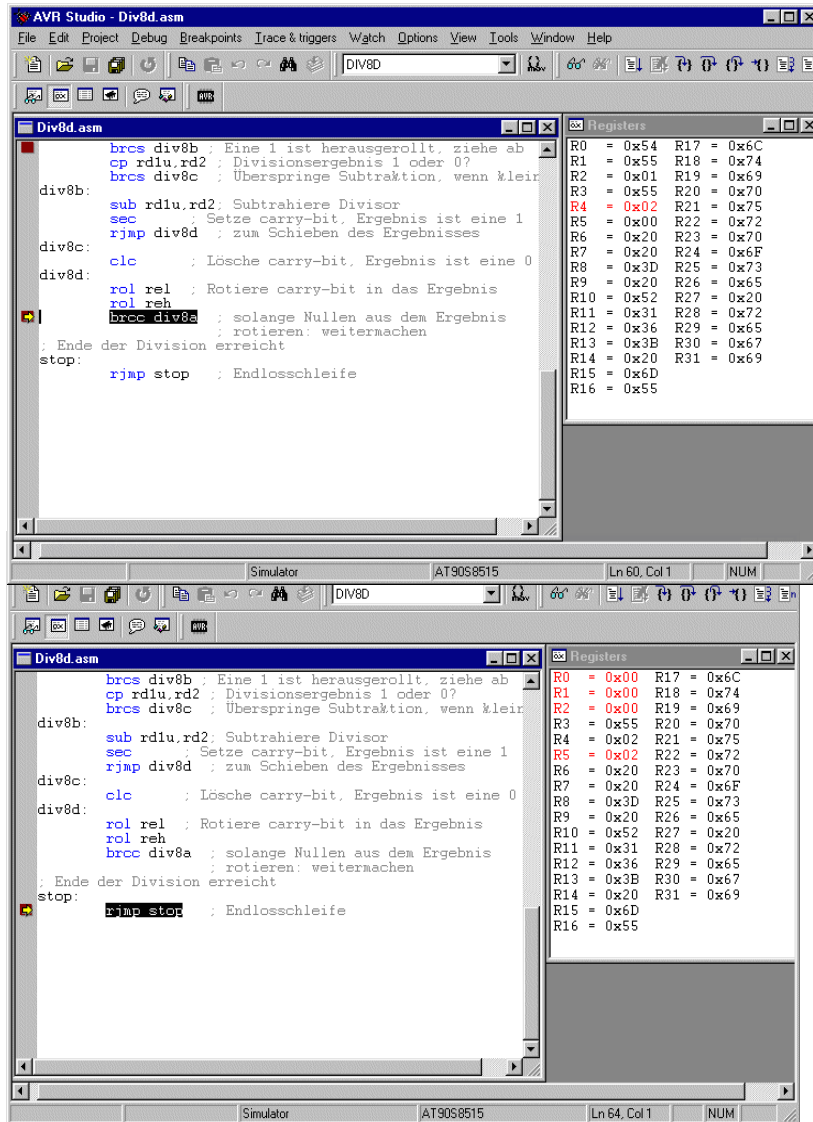 AVR Studio - Div8d.asm
File Edit Project Debug Breakpoints Trace & triggers Watch Options View Tools Window Help
DIV8D
AVR
Div8d.asm
brcs div8b ; Eine 1 ist herausgerollt, ziehe ab
cp rd1u,rd2 ; Divisionsergebnis 1 oder 0?
brcs div8c ; Überspringe Subtraktion, wenn klein
div8b:
sub rd1u,rd2; Subtrahiere Divisor
sec ; Setze carry-bit, Ergebnis ist eine 1
rjmp div8d ; zum Schieben des Ergebnisses
div8c:
clc ; Lösche carry-bit, Ergebnis ist eine 0
div8d:
rol rel ; Rotiere carry-bit in das Ergebnis
rol reh
brcc div8a ; solange Nullen aus dem Ergebnis
; rotieren: weitermachen
; Ende der Division erreicht
stop:
rjmp stop ; Endlosschleife
Registers
R0 = 0x54 R17 = 0x6C
R1 = 0x55 R18 = 0x74
R2 = 0x01 R19 = 0x69
R3 = 0x55 R20 = 0x70
R4 = 0x02 R21 = 0x75
R5 = 0x00 R22 = 0x72
R6 = 0x20 R23 = 0x70
R7 = 0x20 R24 = 0x6F
R8 = 0x3D R25 = 0x73
R9 = 0x20 R26 = 0x65
R10 = 0x52 R27 = 0x20
R11 = 0x31 R28 = 0x72
R12 = 0x36 R29 = 0x65
R13 = 0x3B R30 = 0x67
R14 = 0x20 R31 = 0x69
R15 = 0x6D
R16 = 0x55
Simulator AT90S8515 Ln 60, Col 1 NUM
DIV8D
AVR
Div8d.asm
brcs div8b ; Eine 1 ist herausgerollt, ziehe ab
cp rd1u,rd2 ; Divisionsergebnis 1 oder 0?
brcs div8c ; Überspringe Subtraktion, wenn klein
div8b:
sub rd1u,rd2; Subtrahiere Divisor
sec ; Setze carry-bit, Ergebnis ist eine 1
rjmp div8d ; zum Schieben des Ergebnisses
div8c:
clc ; Lösche carry-bit, Ergebnis ist eine 0
div8d:
rol rel ; Rotiere carry-bit in das Ergebnis
rol reh
brcc div8a ; solange Nullen aus dem Ergebnis
; rotieren: weitermachen
; Ende der Division erreicht
stop:
rjmp stop ; Endlosschleife
Registers
R0 = 0x00 R17 = 0x6C
R1 = 0x00 R18 = 0x74
R2 = 0x00 R19 = 0x69
R3 = 0x55 R20 = 0x70
R4 = 0x02 R21 = 0x75
R5 = 0x02 R22 = 0x72
R6 = 0x20 R23 = 0x70
R7 = 0x20 R24 = 0x6F
R8 = 0x3D R25 = 0x73
R9 = 0x20 R26 = 0x65
R10 = 0x52 R27 = 0x20
R11 = 0x31 R28 = 0x72
R12 = 0x36 R29 = 0x65
R13 = 0x3B R30 = 0x67
R14 = 0x20 R31 = 0x69
R15 = 0x6D
R16 = 0x55
Simulator AT90S8515 Ln 64, Col 1 NUM